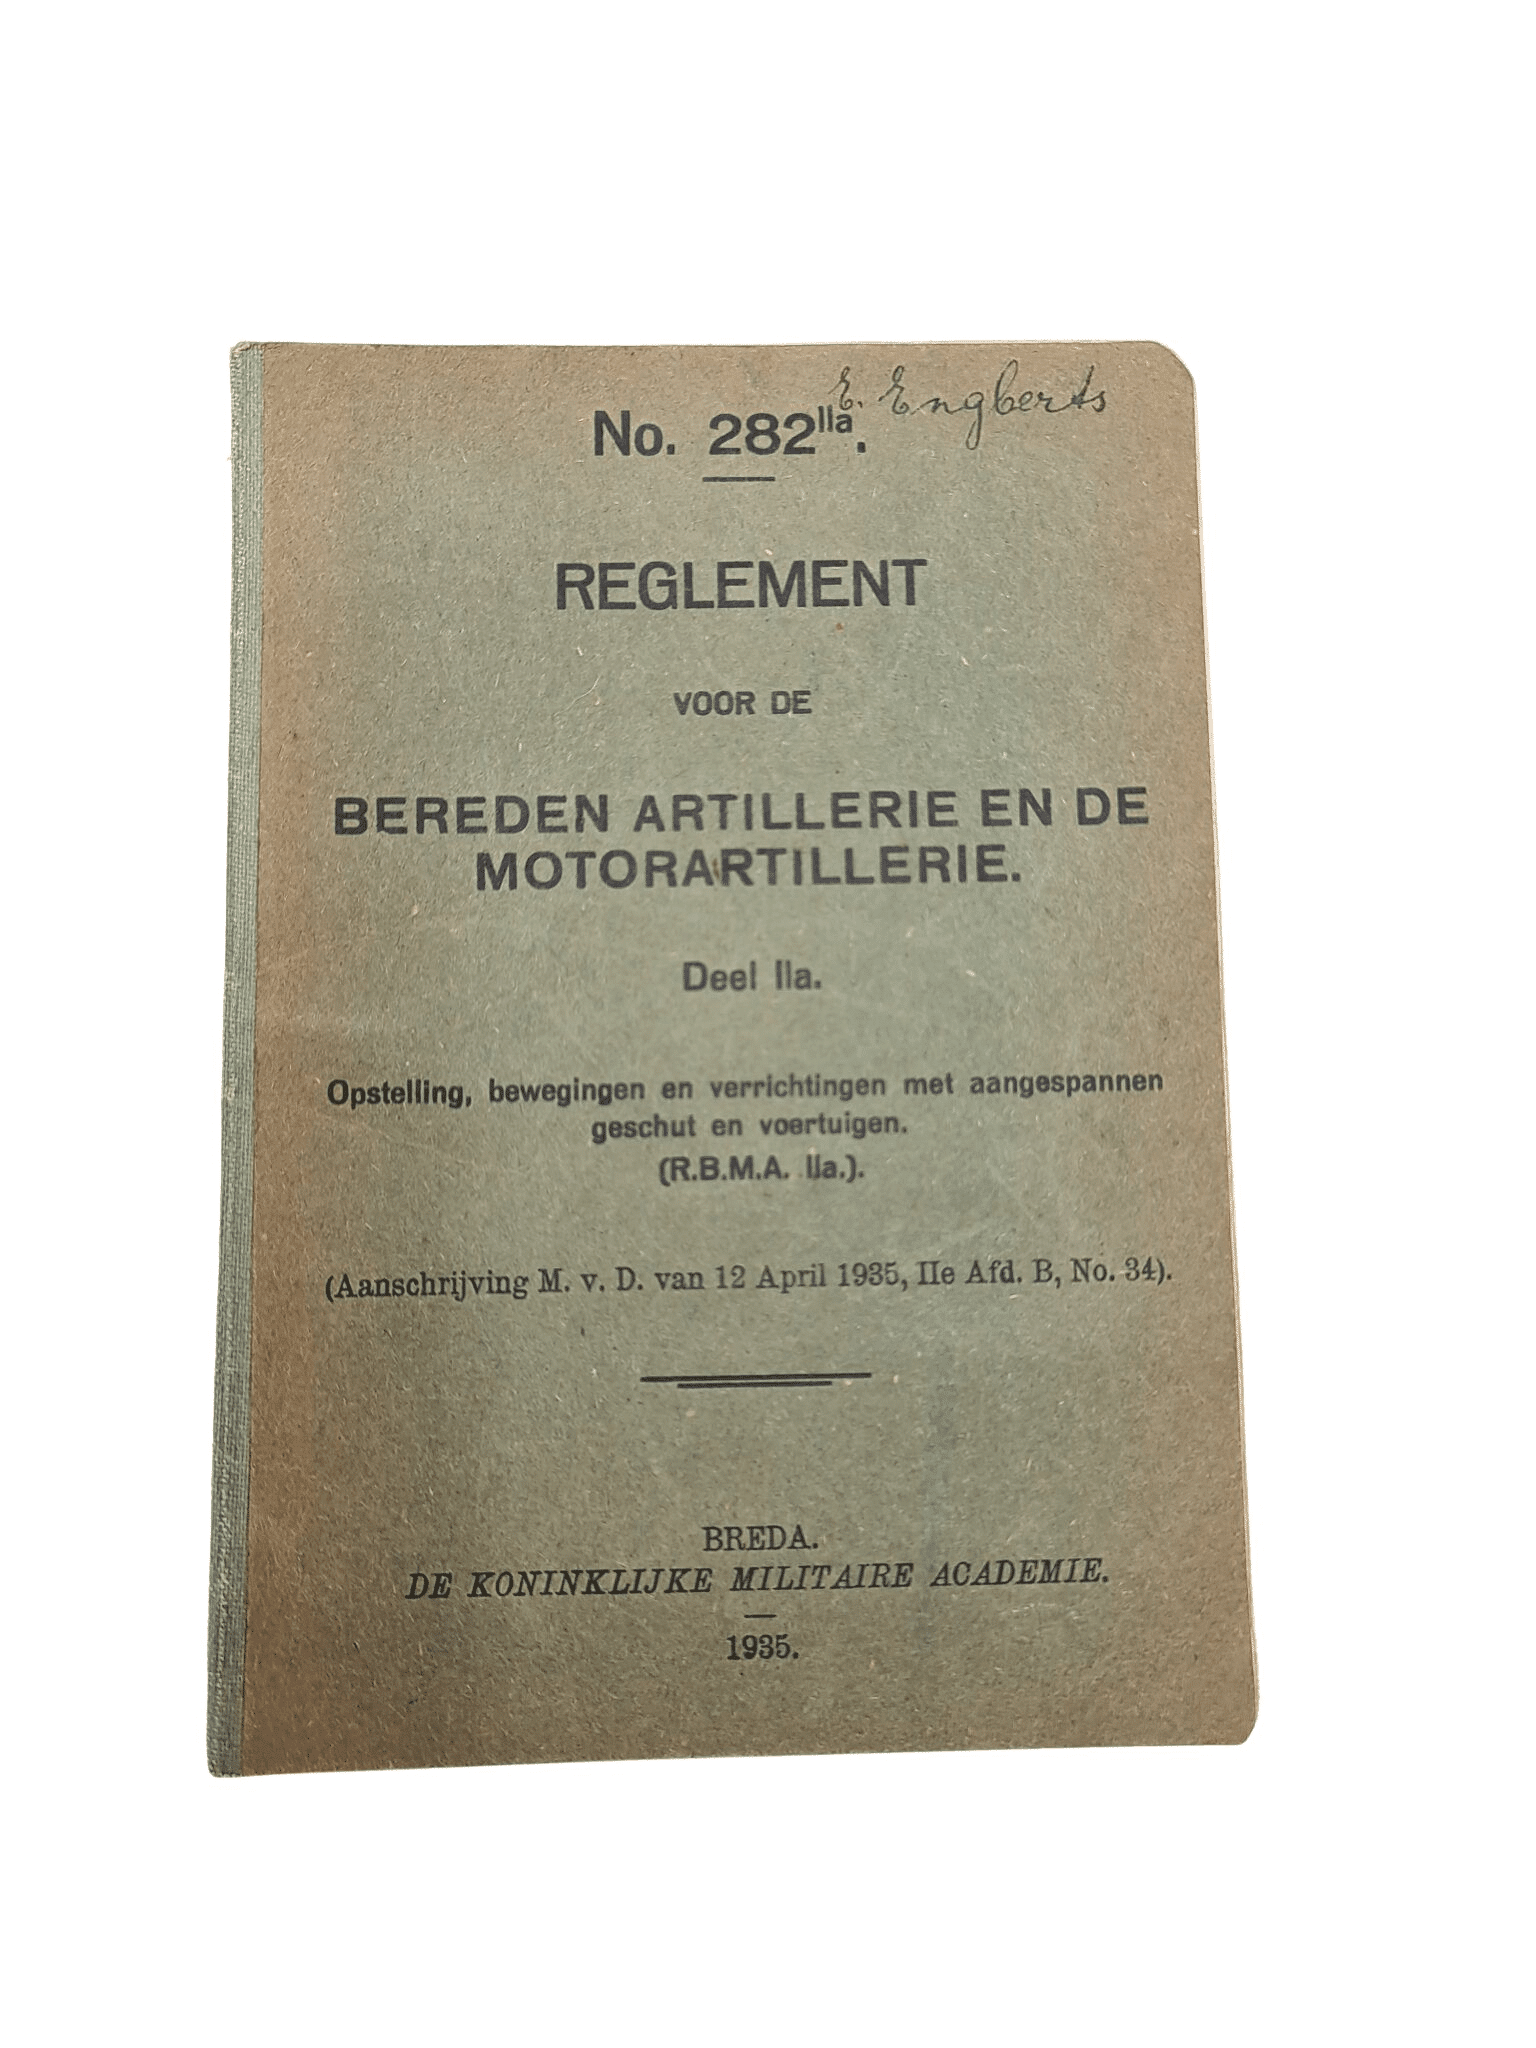 E. Engberts
No. 282IIa.
REGLEMENT
VOOR DE
BEREDEN ARTILLERIE EN DE
MOTORARTILLERIE.
Deel IIa.
Opstelling, bewegingen en verrichtingen met aangespannen
geschut en voertuigen.
(R.B.M.A. IIa.).
(Aanschrijving M. v. D. van 12 April 1935, IIe Afd. B, No. 34).
BREDA.
DE KONINKLIJKE MILITAIRE ACADEMIE.
1935.